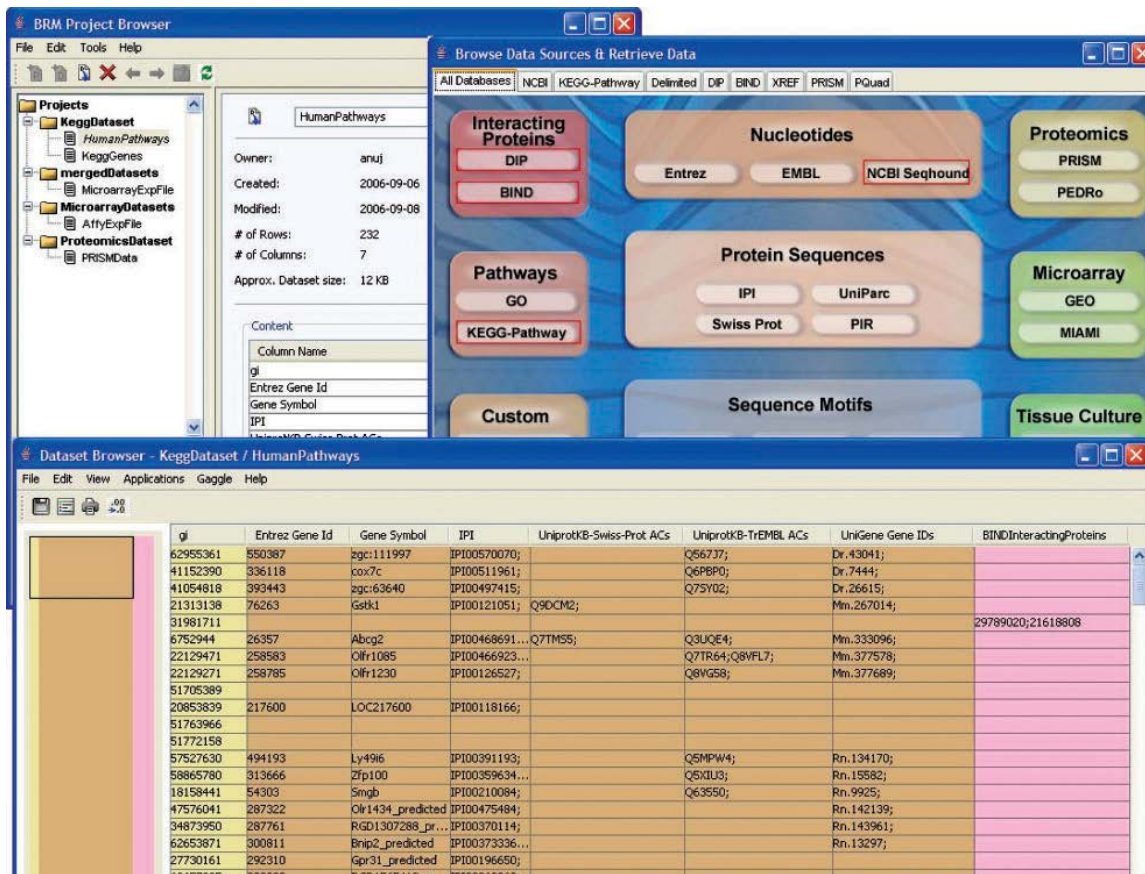 BRM Project Browser
File Edit Tools Help
Projects
KeggDataset
HumanPathways
KeggGenes
mergedDatasets
MicroarrayExpFile
MicroarrayDatasets
AffyExpFile
ProteomicsDataset
PRISMData
HumanPathways
Owner: anuj
Created: 2006-09-06
Modified: 2006-09-08
# of Rows: 232
# of Columns: 7
Approx. Dataset size: 12 KB
Content
Column Name
gi
Entrez Gene Id
Gene Symbol
IPI
Browse Data Sources & Retrieve Data
All Databases NCBI KEGG-Pathway Delimited DIP BIND XREF PRISM PQuad
Interacting Proteins
DIP
BIND
Nucleotides
Entrez EMBL NCBI Seqhound
Proteomics
PRISM
PEDRo
Pathways
GO
KEGG-Pathway
Protein Sequences
IPI UniParc
Swiss Prot PIR
Microarray
GEO
MIAMI
Custom
Sequence Motifs
Tissue Culture
Dataset Browser - KeggDataset / HumanPathways
File Edit View Applications Gaggle Help
gi Entrez Gene Id Gene Symbol IPI UniprotKB-Swiss-Prot ACs UniprotKB-TrEMBL ACs UniGene Gene IDs BINDInteractingProteins
62955361 550387 zgc:111997 IPI00570070; Q567J7; Dr.43041;
41152390 336118 cox7c IPI00511961; Q6PBP0; Dr.7444;
41054818 393443 zgc:63640 IPI00497415; Q7SY02; Dr.26615;
21313138 76263 Gstk1 IPI00121051; Q9DCM2; Mm.267014;
31981711 29789020;21618808
6752944 26357 Abcg2 IPI00468691... Q7TMS5; Q3UQE4; Mm.333096;
22129471 258583 Olfr1085 IPI00466923... Q7TR64;Q8VFL7; Mm.377578;
22129271 258785 Olfr1230 IPI00126527; Q8VG58; Mm.377689;
51705389
20853839 217600 LOC217600 IPI00118166;
51763966
51772158
57527630 494193 Ly49i6 IPI00391193; Q5MPW4; Rn.134170;
58865780 313666 Zfp100 IPI00359634... Q5XIU3; Rn.15582;
18158441 54303 Smgb IPI00210084; Q63550; Rn.9925;
47576041 287322 Olr1434_predicted IPI00475484; Rn.142139;
34873950 287761 RGD1307288_pr... IPI00370114; Rn.143961;
62653871 300811 Bnip2_predicted IPI00373336... Rn.13297;
27730161 292310 Gpr31_predicted IPI00196650;